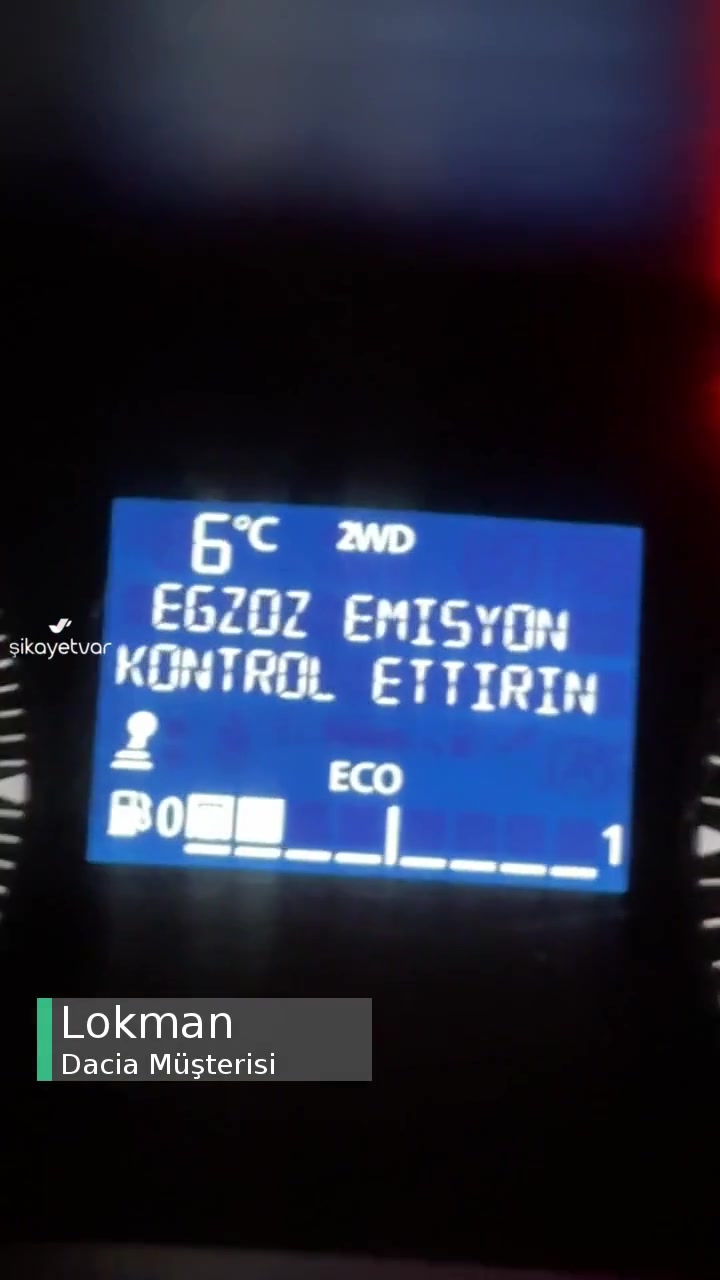 6°C 2WD
EGZOZ EMISYON
şikayetvar
KONTROL ETTIRIN
ECO
0 1
Lokman
Dacia Müşterisi